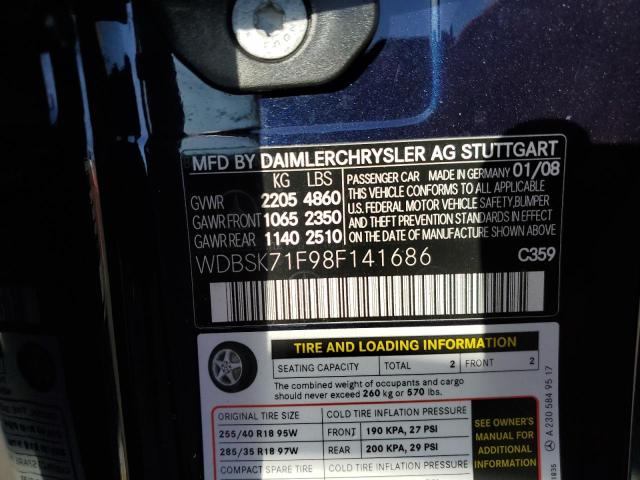 MFD BY DAIMLERCHRYSLER AG STUTTGART
KG LBS
GVWR 2205 4860
GAWR FRONT 1065 2350
GAWR REAR 1140 2510
PASSENGER CAR MADE IN GERMANY 01/08
THIS VEHICLE CONFORMS TO ALL APPLICABLE
U.S. FEDERAL MOTOR VEHICLE SAFETY,BUMPER
AND THEFT PREVENTION STANDARDS IN EFFECT
ON THE DATE OF MANUFACTURE SHOWN ABOVE
WDBSK71F98F141686
C359
TIRE AND LOADING INFORMATION
SEATING CAPACITY TOTAL 2 FRONT 2
The combined weight of occupants and cargo
should never exceed 260 kg or 570 lbs.
ORIGINAL TIRE SIZE COLD TIRE INFLATION PRESSURE
255/40 R18 95W FRONT 190 KPA, 27 PSI
285/35 R18 97W REAR 200 KPA, 29 PSI
COMPACT SPARE TIRE COLD TIRE INFLATION PRESSURE
SEE OWNER'S
MANUAL FOR
ADDITIONAL
INFORMATION
A 230 584 95 17